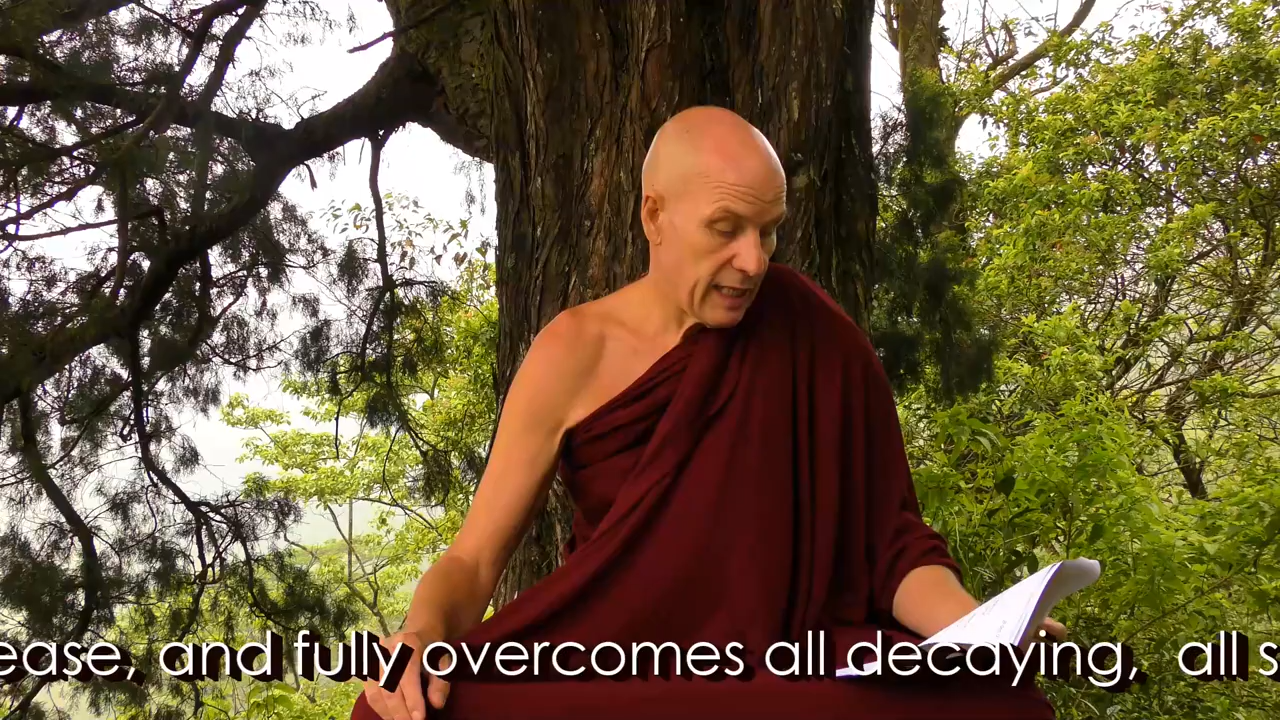 ease, and fully overcomes all decaying, all s